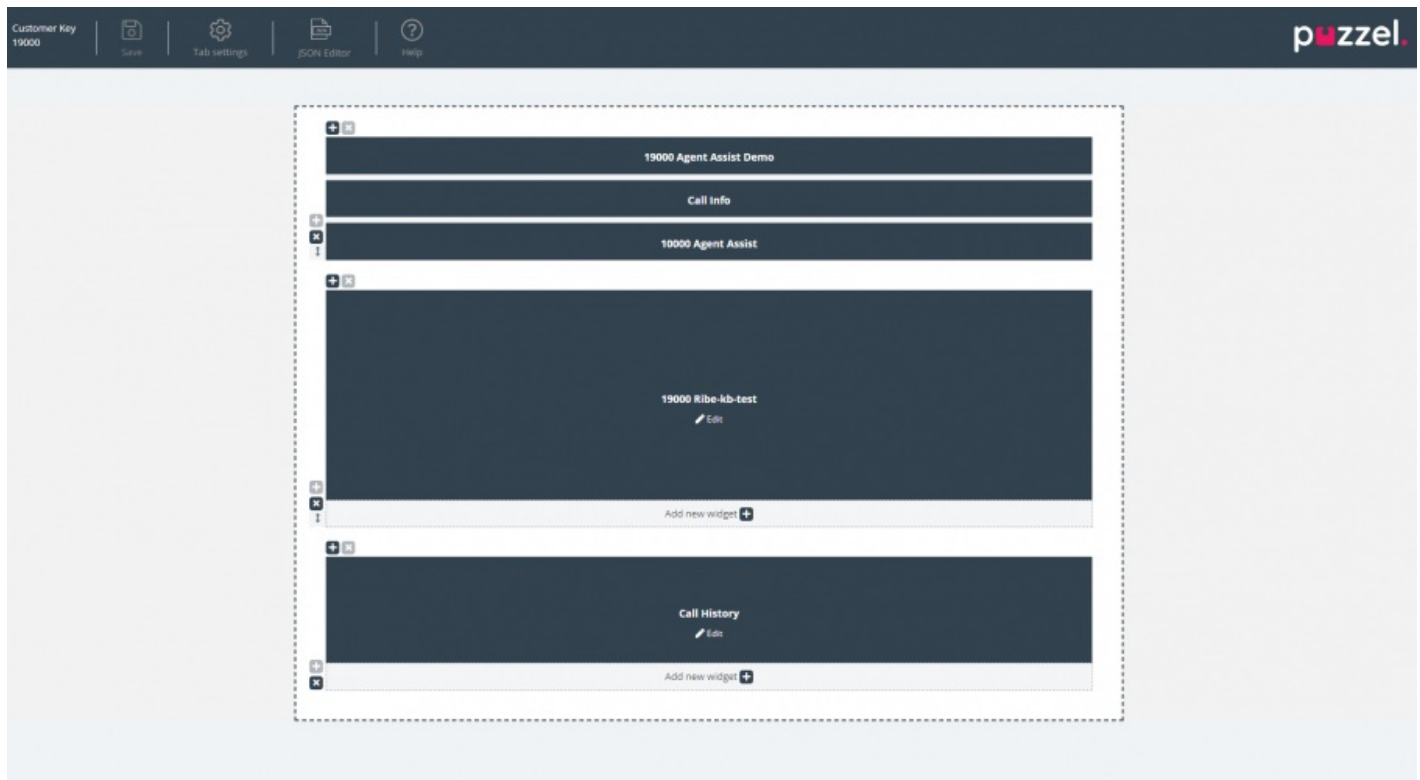 Customer Key
19000
Save
Tab settings
JSON Editor
Help
puzzel.
19000 Agent Assist Demo
Call Info
10000 Agent Assist
19000 Ribe-kb-test
Edit
Add new widget
Call History
Edit
Add new widget